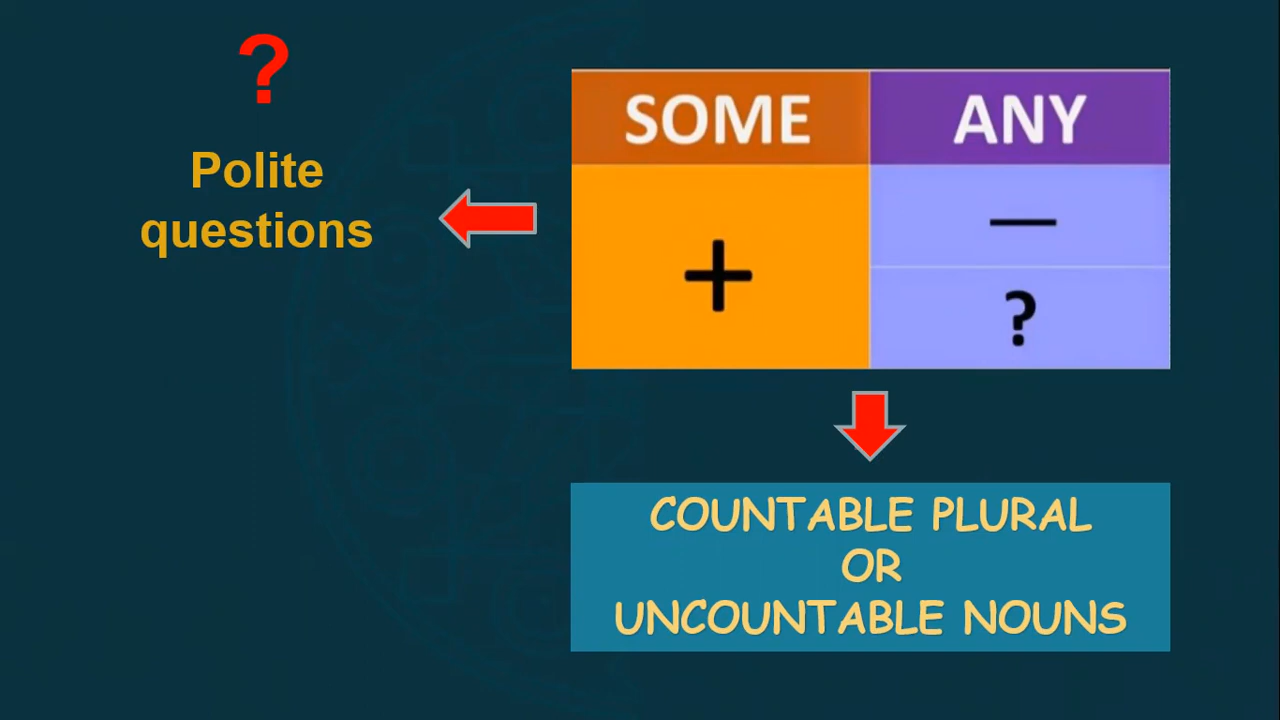 ?
Polite
questions
SOME ANY
+ —
?
COUNTABLE PLURAL
OR
UNCOUNTABLE NOUNS